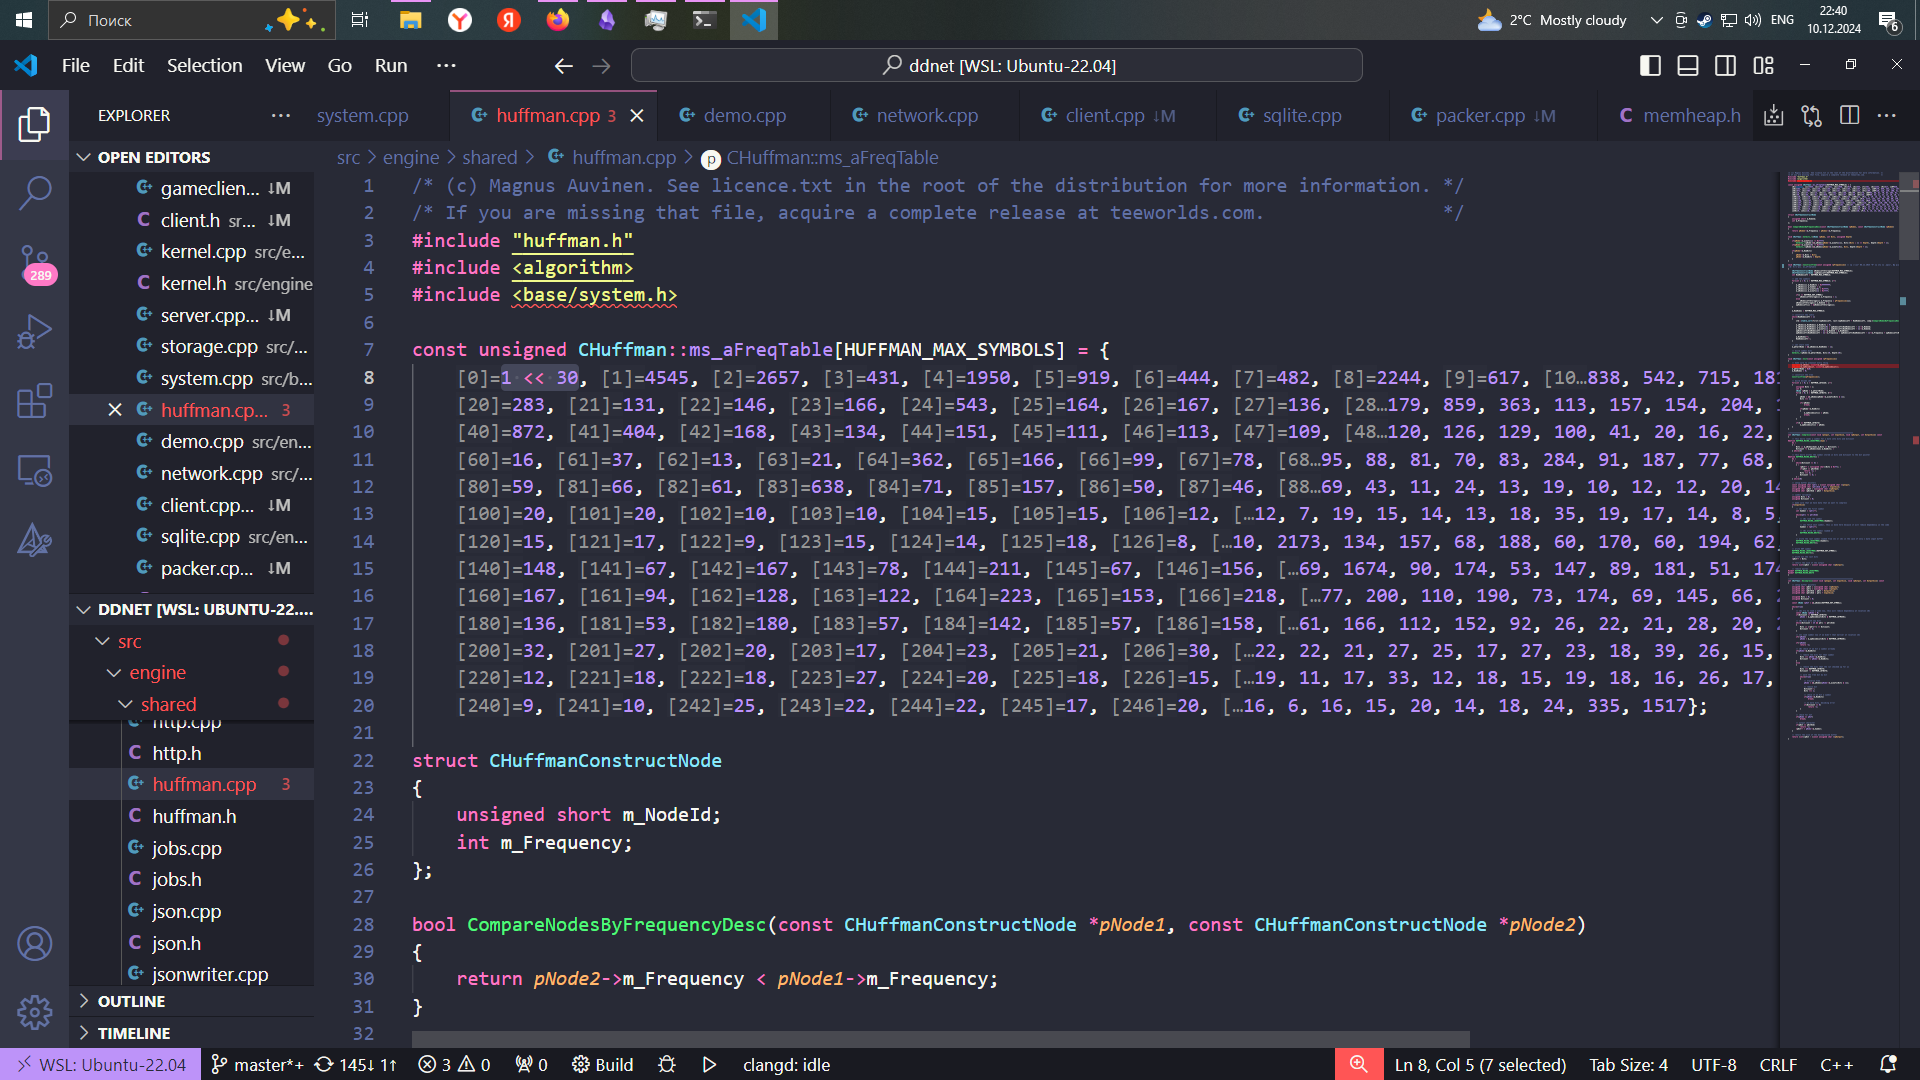 Поиск
2°C Mostly cloudy
ENG
22:40
10.12.2024
6
File Edit Selection View Go Run ···
ddnet [WSL: Ubuntu-22.04]
EXPLORER ···
system.cpp
huffman.cpp 3
demo.cpp
network.cpp
client.cpp ↓M
sqlite.cpp
packer.cpp ↓M
memheap.h
OPEN EDITORS
gameclien... ↓M
client.h sr... ↓M
kernel.cpp src/e...
kernel.h src/engine
server.cpp... ↓M
storage.cpp src/...
system.cpp src/b...
huffman.cp... 3
demo.cpp src/en...
network.cpp src/...
client.cpp... ↓M
sqlite.cpp src/en...
packer.cp... ↓M
DDNET [WSL: UBUNTU-22....
src
engine
shared
http.cpp
http.h
huffman.cpp 3
huffman.h
jobs.cpp
jobs.h
json.cpp
json.h
jsonwriter.cpp
OUTLINE
TIMELINE
289
src > engine > shared > huffman.cpp > CHuffman::ms_aFreqTable
1 /* (c) Magnus Auvinen. See licence.txt in the root of the distribution for more information. */
2 /* If you are missing that file, acquire a complete release at teeworlds.com. */
3 #include "huffman.h"
4 #include <algorithm>
5 #include <base/system.h>
6
7 const unsigned CHuffman::ms_aFreqTable[HUFFMAN_MAX_SYMBOLS] = {
8 [0]=1 << 30, [1]=4545, [2]=2657, [3]=431, [4]=1950, [5]=919, [6]=444, [7]=482, [8]=2244, [9]=617, [10…838, 542, 715, 181
9 [20]=283, [21]=131, [22]=146, [23]=166, [24]=543, [25]=164, [26]=167, [27]=136, [28…179, 859, 363, 113, 157, 154, 204,
10 [40]=872, [41]=404, [42]=168, [43]=134, [44]=151, [45]=111, [46]=113, [47]=109, [48…120, 126, 129, 100, 41, 20, 16, 22,
11 [60]=16, [61]=37, [62]=13, [63]=21, [64]=362, [65]=166, [66]=99, [67]=78, [68…95, 88, 81, 70, 83, 284, 91, 187, 77, 68,
12 [80]=59, [81]=66, [82]=61, [83]=638, [84]=71, [85]=157, [86]=50, [87]=46, [88…69, 43, 11, 24, 13, 19, 10, 12, 12, 20, 14
13 [100]=20, [101]=20, [102]=10, [103]=10, [104]=15, [105]=15, [106]=12, […12, 7, 19, 15, 14, 13, 18, 35, 19, 17, 14, 8, 5,
14 [120]=15, [121]=17, [122]=9, [123]=15, [124]=14, [125]=18, [126]=8, […10, 2173, 134, 157, 68, 188, 60, 170, 60, 194, 62,
15 [140]=148, [141]=67, [142]=167, [143]=78, [144]=211, [145]=67, [146]=156, […69, 1674, 90, 174, 53, 147, 89, 181, 51, 174
16 [160]=167, [161]=94, [162]=128, [163]=122, [164]=223, [165]=153, [166]=218, […77, 200, 110, 190, 73, 174, 69, 145, 66,
17 [180]=136, [181]=53, [182]=180, [183]=57, [184]=142, [185]=57, [186]=158, […61, 166, 112, 152, 92, 26, 22, 21, 28, 20,
18 [200]=32, [201]=27, [202]=20, [203]=17, [204]=23, [205]=21, [206]=30, […22, 22, 21, 27, 25, 17, 27, 23, 18, 39, 26, 15,
19 [220]=12, [221]=18, [222]=18, [223]=27, [224]=20, [225]=18, [226]=15, […19, 11, 17, 33, 12, 18, 15, 19, 18, 16, 26, 17,
20 [240]=9, [241]=10, [242]=25, [243]=22, [244]=22, [245]=17, [246]=20, […16, 6, 16, 15, 20, 14, 18, 24, 335, 1517};
21
22 struct CHuffmanConstructNode
23 {
24 unsigned short m_NodeId;
25 int m_Frequency;
26 };
27
28 bool CompareNodesByFrequencyDesc(const CHuffmanConstructNode *pNode1, const CHuffmanConstructNode *pNode2)
29 {
30 return pNode2->m_Frequency < pNode1->m_Frequency;
31 }
32
WSL: Ubuntu-22.04 master*+ 145↓ 1↑ 3 0 0 Build clangd: idle Ln 8, Col 5 (7 selected) Tab Size: 4 UTF-8 CRLF C++